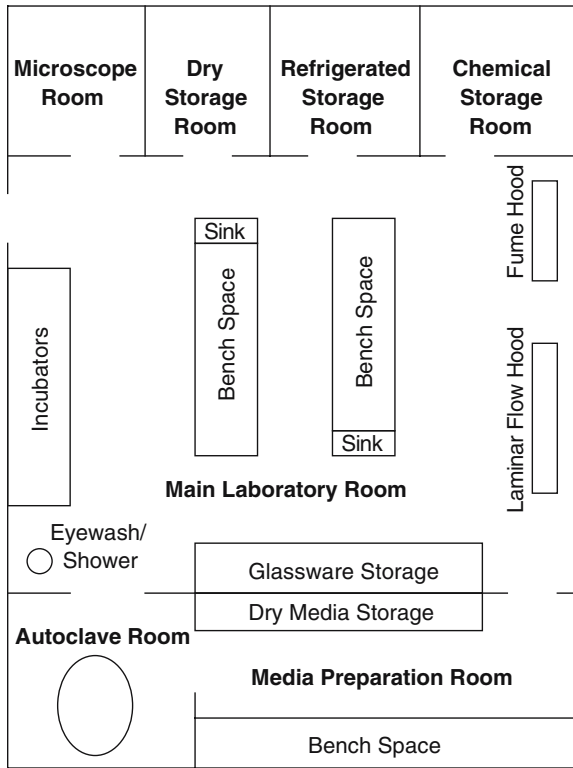 Microscope
Room
Dry
Storage
Room
Refrigerated
Storage
Room
Chemical
Storage
Room
Fume Hood
Sink
Bench Space
Bench Space
Sink
Incubators
Laminar Flow Hood
Main Laboratory Room
Eyewash/
Shower
Glassware Storage
Dry Media Storage
Autoclave Room
Media Preparation Room
Bench Space